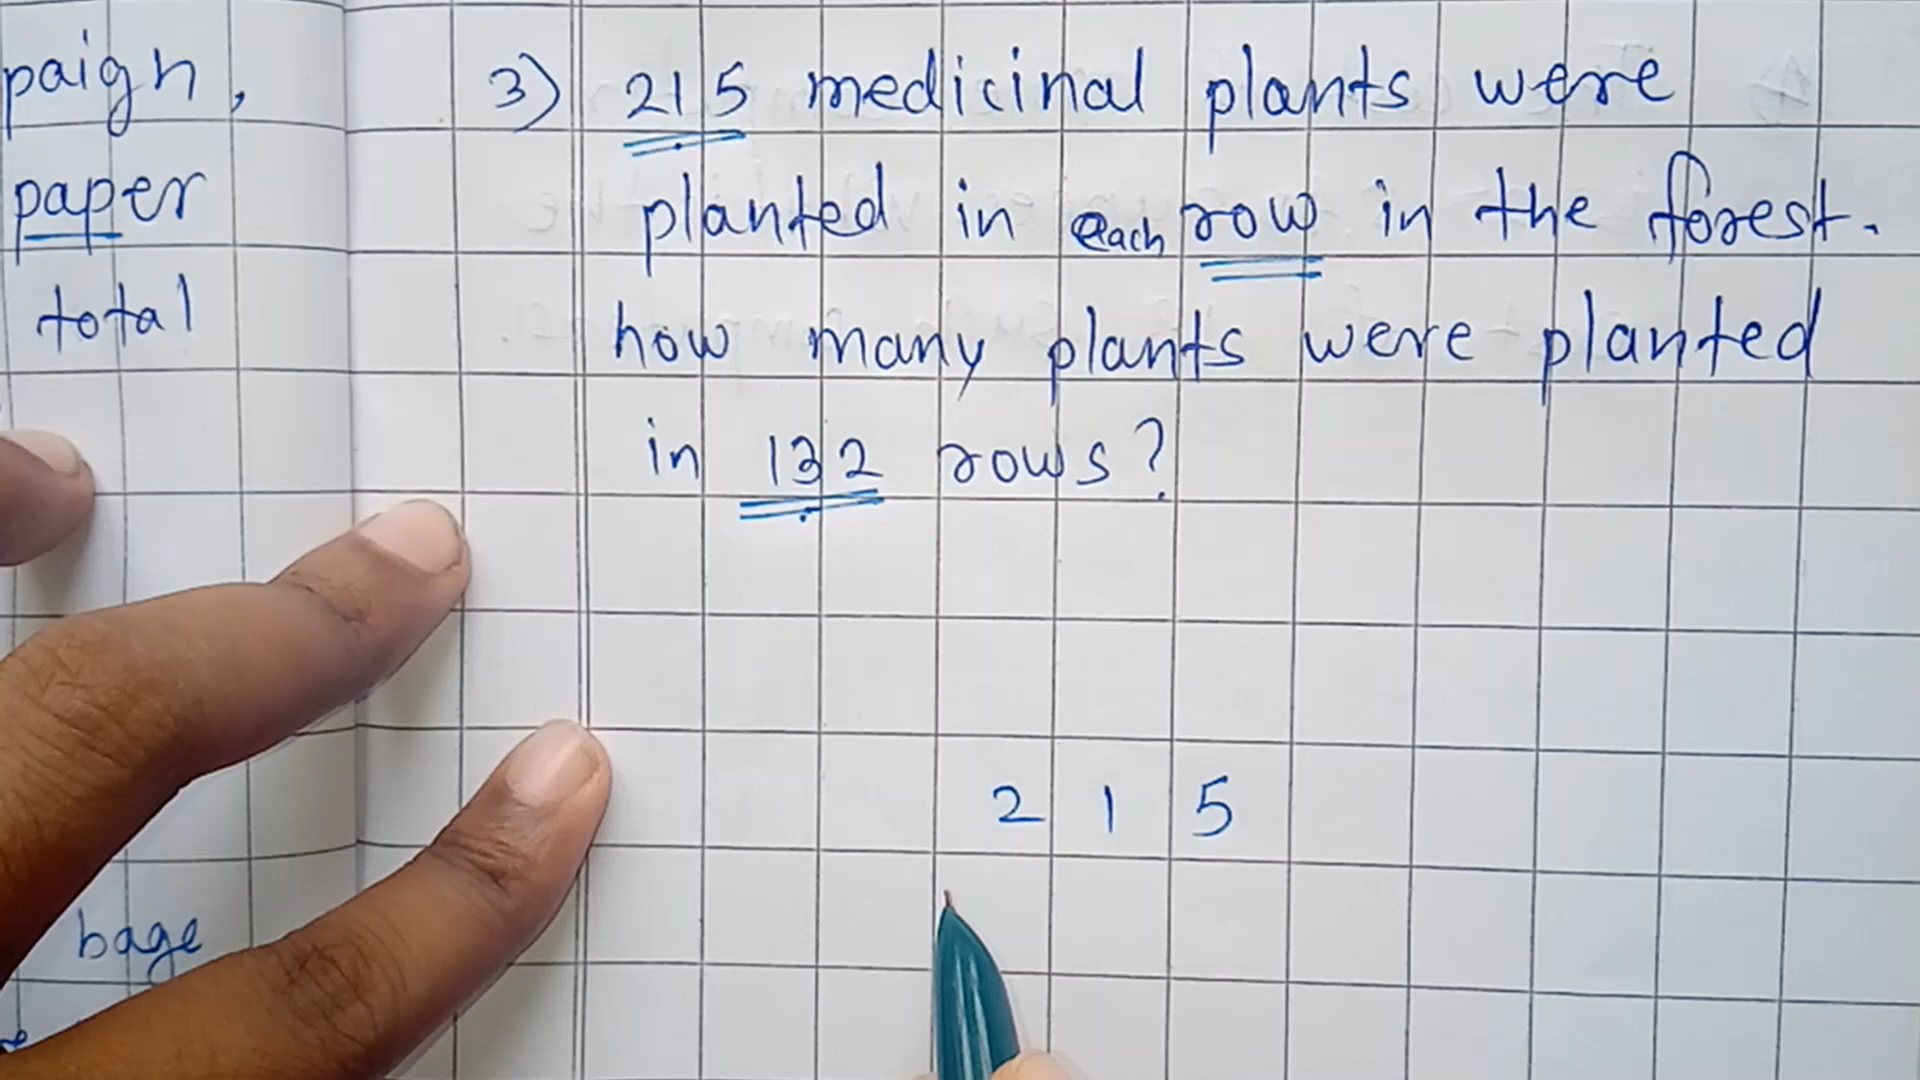 paigh,
paper
total
bage
3) 215 medicinal plants were
planted in each row in the forest.
how many plants were planted
in 132 rows?
2 1 5